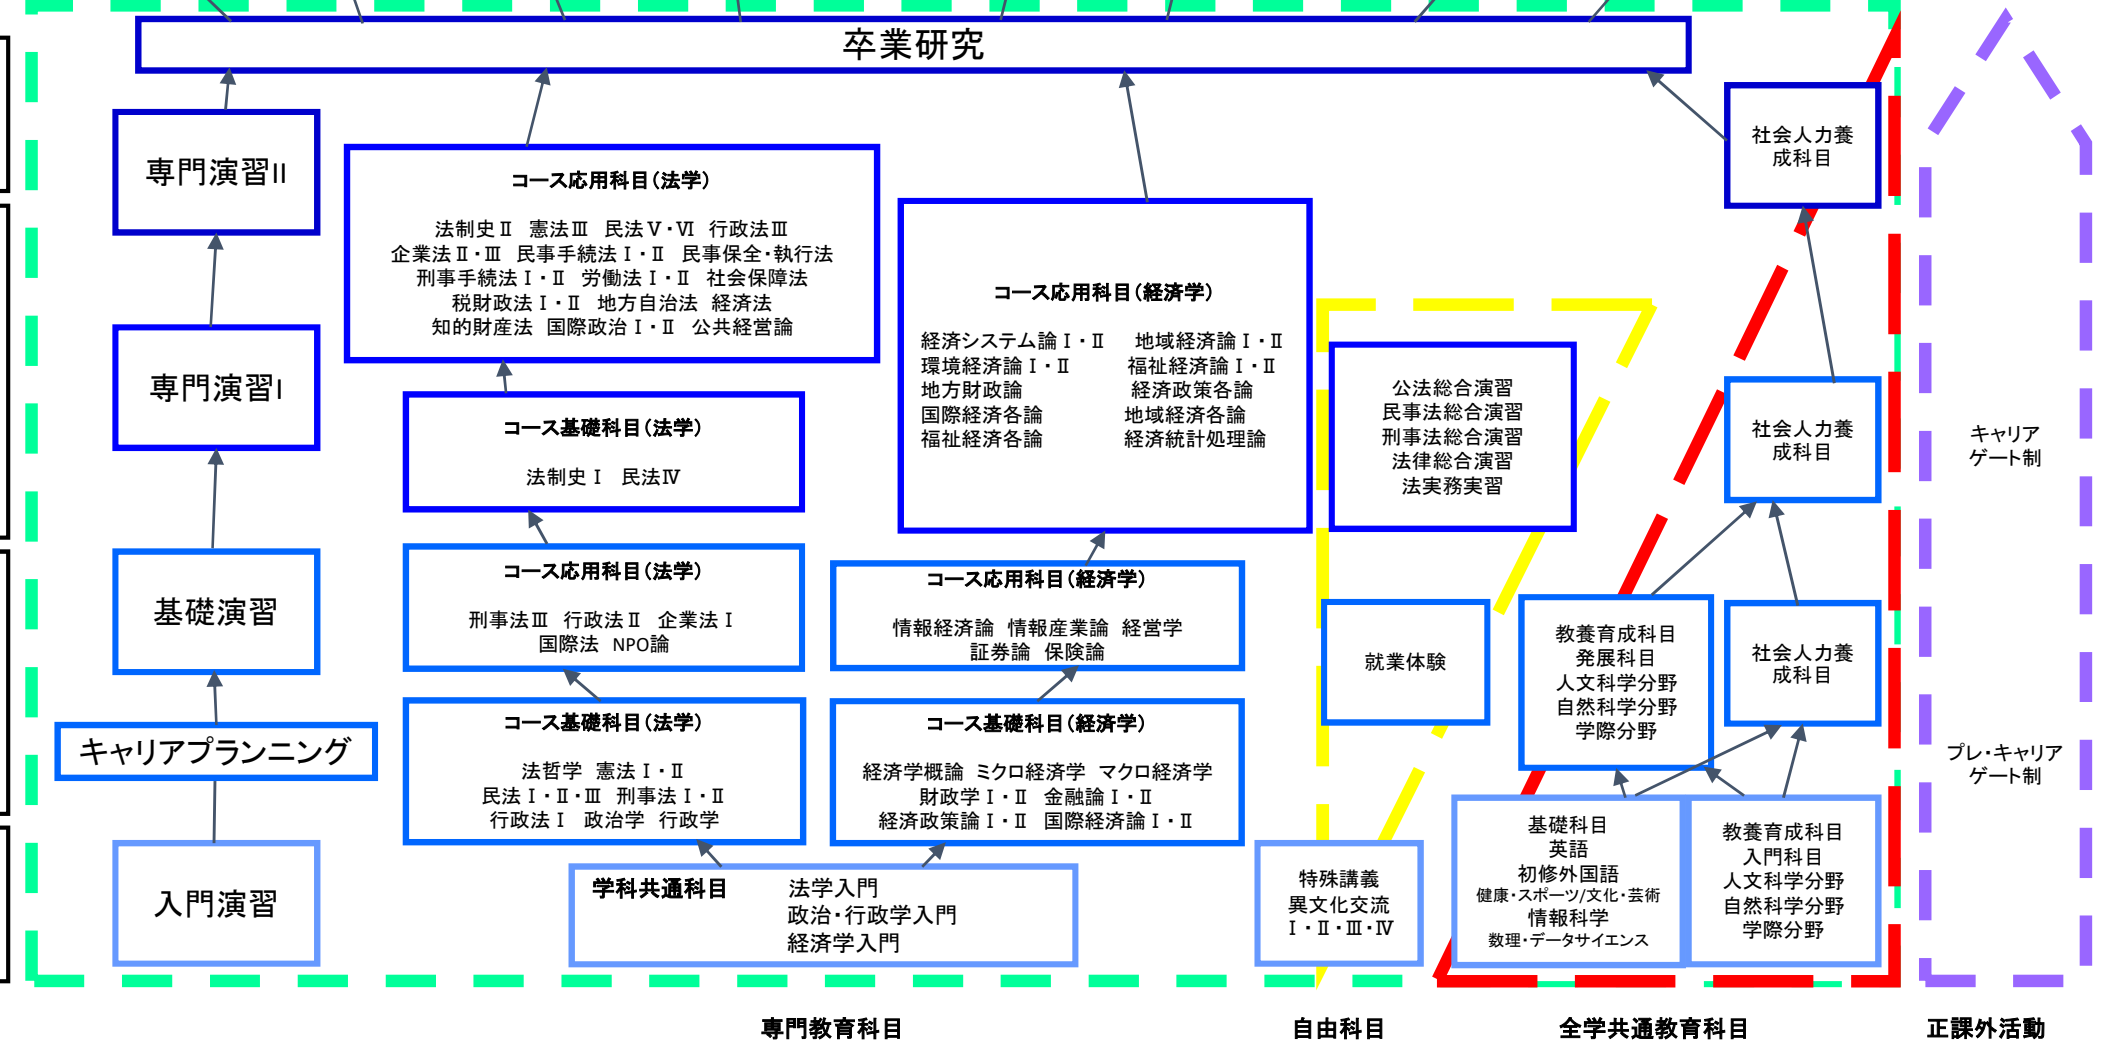 卒業研究
専門演習II
専門演習I
基礎演習
キャリアプランニング
入門演習
コース応用科目(法学)
法制史Ⅱ 憲法Ⅲ 民法Ⅴ・Ⅵ 行政法Ⅲ
企業法Ⅱ・Ⅲ 民事手続法Ⅰ・Ⅱ 民事保全・執行法
刑事手続法Ⅰ・Ⅱ 労働法Ⅰ・Ⅱ 社会保障法
税財政法Ⅰ・Ⅱ 地方自治法 経済法
知的財産法 国際政治Ⅰ・Ⅱ 公共経営論
コース基礎科目(法学)
法制史Ⅰ 民法Ⅳ
コース応用科目(法学)
刑事法Ⅲ 行政法Ⅱ 企業法Ⅰ
国際法 NPO論
コース基礎科目(法学)
法哲学 憲法Ⅰ・Ⅱ
民法Ⅰ・Ⅱ・Ⅲ 刑事法Ⅰ・Ⅱ
行政法Ⅰ 政治学 行政学
コース応用科目(経済学)
経済システム論Ⅰ・Ⅱ 地域経済論Ⅰ・Ⅱ
環境経済論Ⅰ・Ⅱ 福祉経済論Ⅰ・Ⅱ
地方財政論 経済政策各論
国際経済各論 地域経済各論
福祉経済各論 経済統計処理論
コース応用科目(経済学)
情報経済論 情報産業論 経営学
証券論 保険論
コース基礎科目(経済学)
経済学概論 ミクロ経済学 マクロ経済学
財政学Ⅰ・Ⅱ 金融論Ⅰ・Ⅱ
経済政策論Ⅰ・Ⅱ 国際経済論Ⅰ・Ⅱ
学科共通科目 法学入門
政治・行政学入門
経済学入門
公法総合演習
民事法総合演習
刑事法総合演習
法律総合演習
法実務実習
就業体験
特殊講義
異文化交流
Ⅰ・Ⅱ・Ⅲ・Ⅳ
社会人力養
成科目
社会人力養
成科目
教養育成科目
発展科目
人文科学分野
自然科学分野
学際分野
社会人力養
成科目
基礎科目
英語
初修外国語
健康・スポーツ/文化・芸術
情報科学
数理・データサイエンス
教養育成科目
入門科目
人文科学分野
自然科学分野
学際分野
キャリア
ゲート制
プレ・キャリア
ゲート制
専門教育科目
自由科目
全学共通教育科目
正課外活動